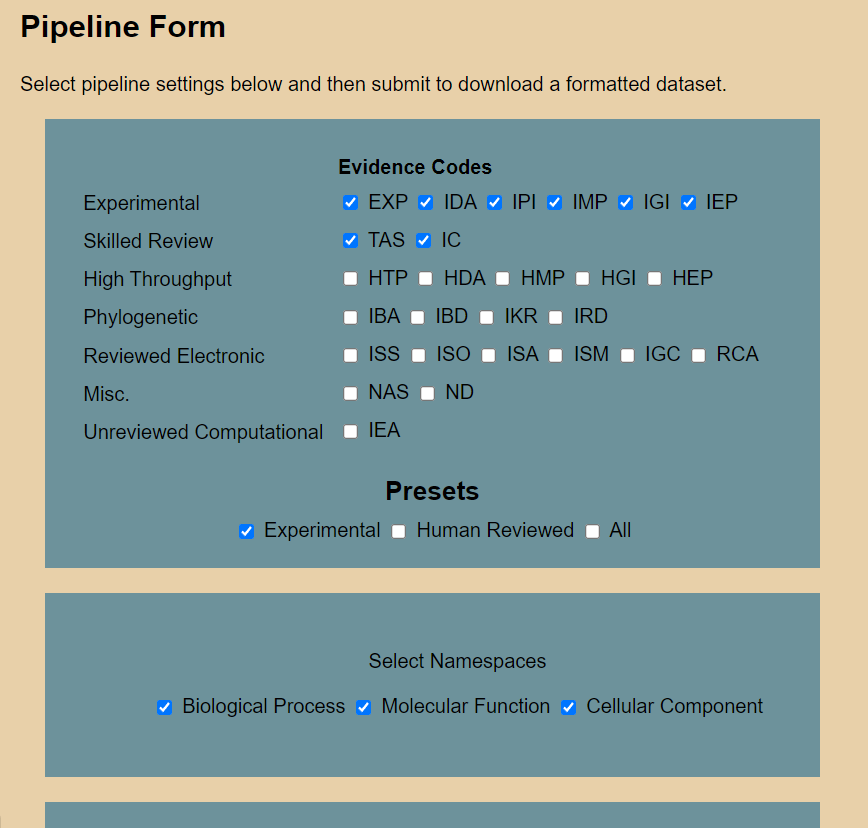 Pipeline Form
Select pipeline settings below and then submit to download a formatted dataset.
Evidence Codes
Experimental EXP IDA IPI IMP IGI IEP
Skilled Review TAS IC
High Throughput HTP HDA HMP HGI HEP
Phylogenetic IBA IBD IKR IRD
Reviewed Electronic ISS ISO ISA ISM IGC RCA
Misc. NAS ND
Unreviewed Computational IEA
Presets
Experimental Human Reviewed All
Select Namespaces
Biological Process Molecular Function Cellular Component